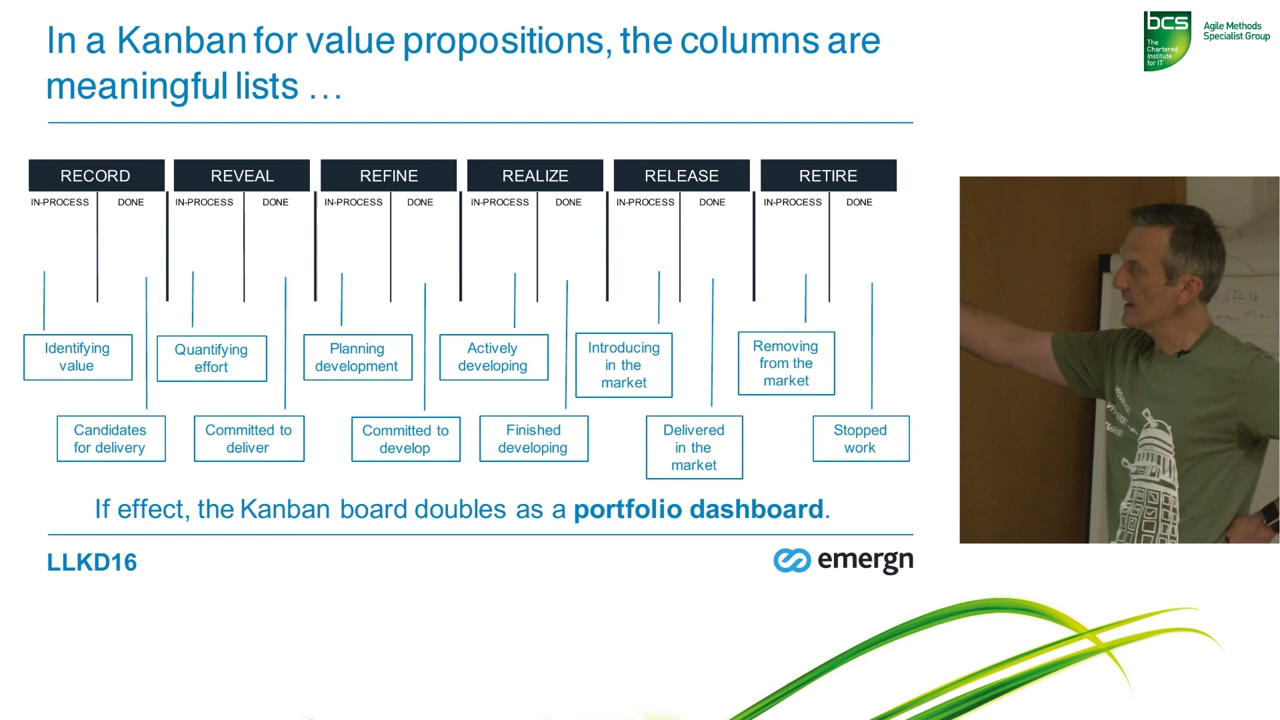 In a Kanban for value propositions, the columns are
meaningful lists …
bcs
The
Chartered
Institute
for IT
Agile Methods
Specialist Group
RECORD
REVEAL
REFINE
REALIZE
RELEASE
RETIRE
IN-PROCESS
DONE
IN-PROCESS
DONE
IN-PROCESS
DONE
IN-PROCESS
DONE
IN-PROCESS
DONE
IN-PROCESS
DONE
Identifying
value
Quantifying
effort
Planning
development
Actively
developing
Introducing
in the
market
Removing
from the
market
Candidates
for delivery
Committed to
deliver
Committed to
develop
Finished
developing
Delivered
in the
market
Stopped
work
If effect, the Kanban board doubles as a portfolio dashboard.
LLKD16
emergn